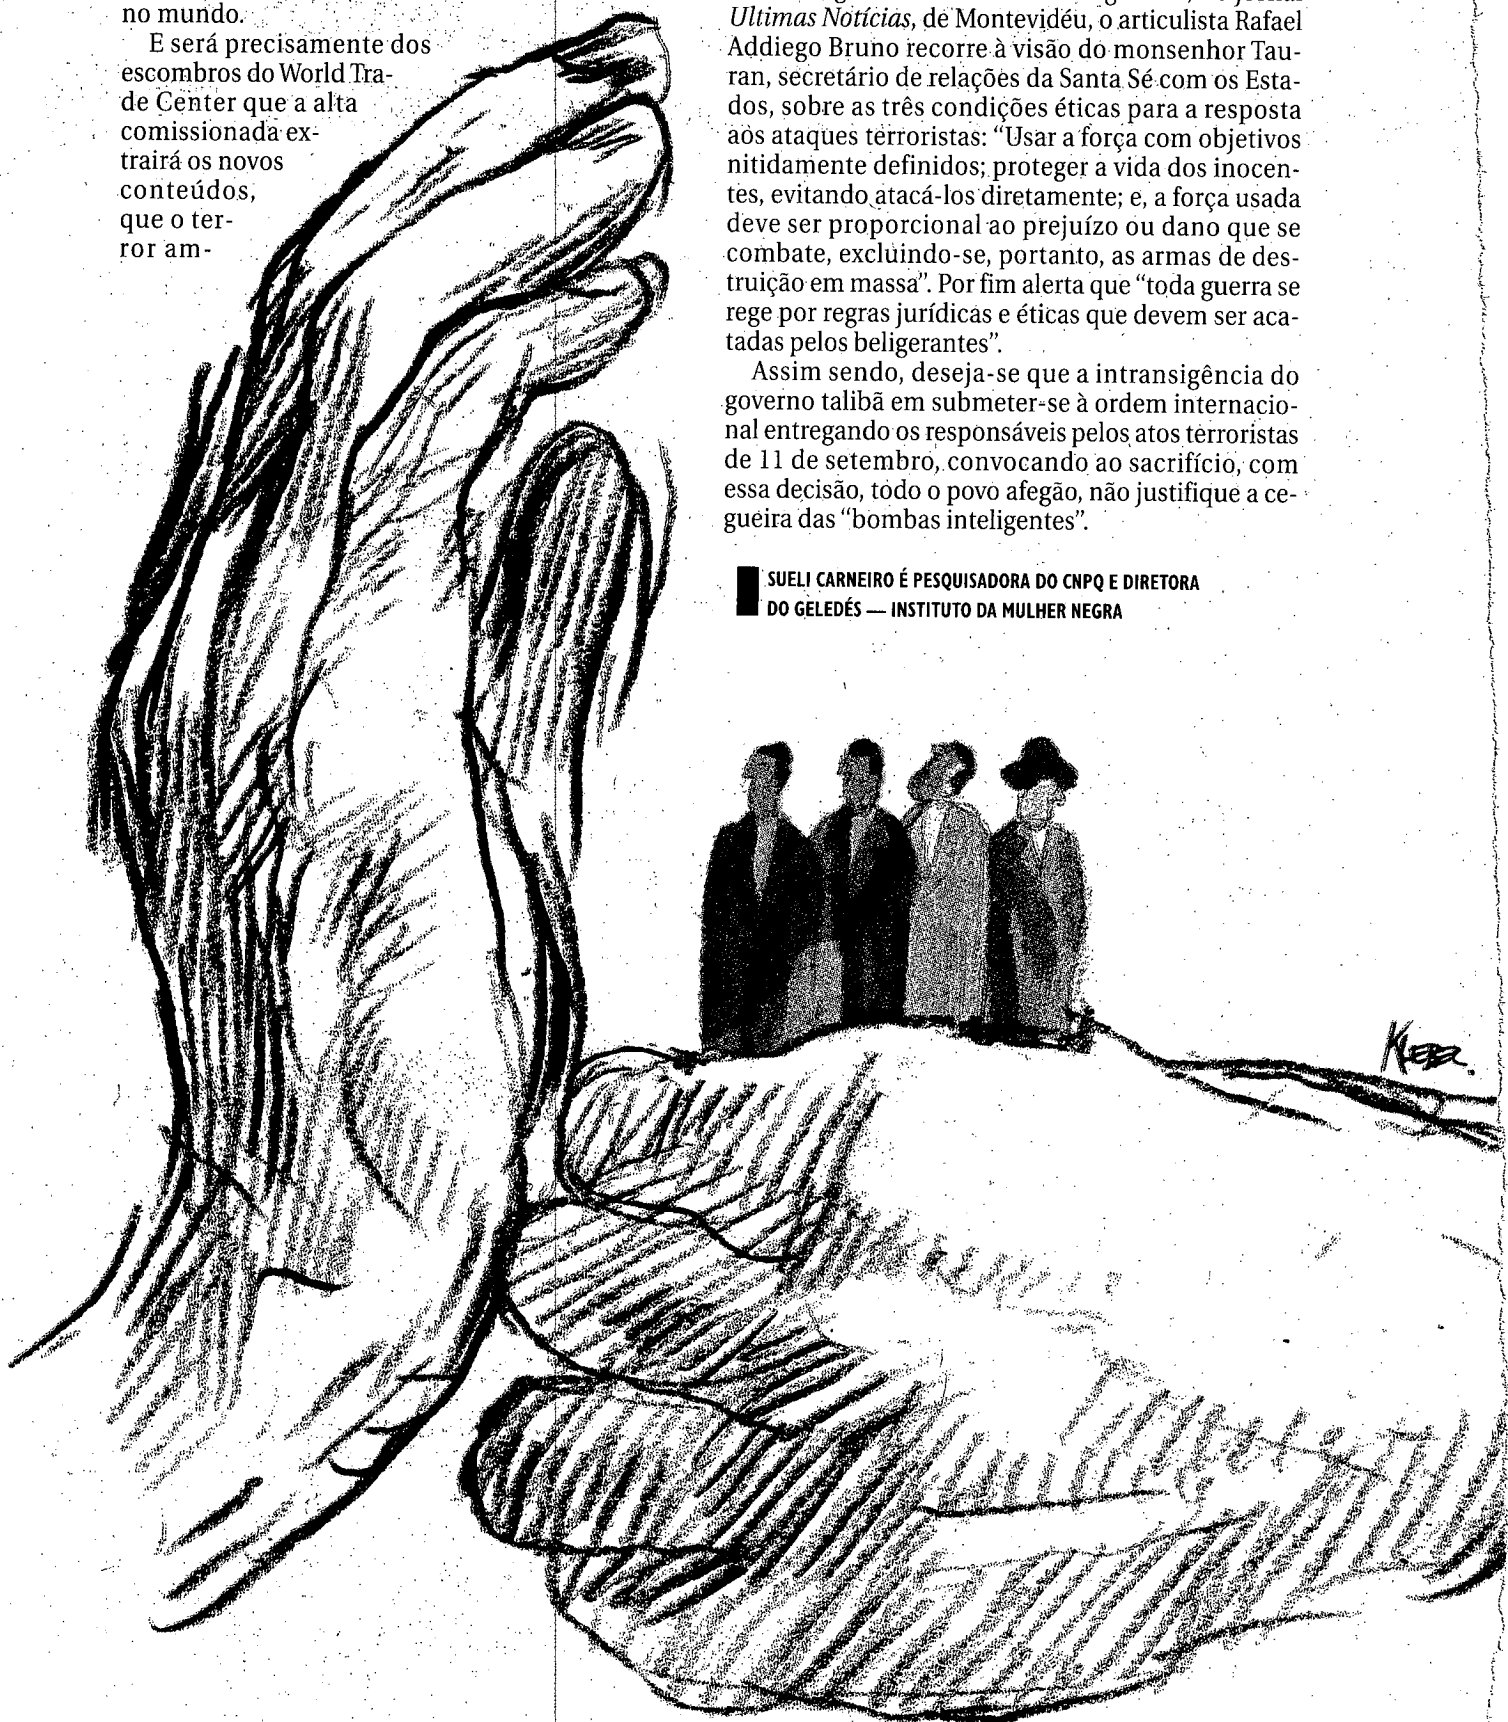 no mundo.
E será precisamente dos
escombros do World Tra-
de Center que a alta
comissionada ex-
trairá os novos
conteúdos,
que o ter-
ror am-
Ultimas Notícias, de Montevidéu, o articulista Rafael
Addiego Bruno recorre à visão do monsenhor Tau-
ran, secretário de relações da Santa Sé com os Esta-
dos, sobre as três condições éticas para a resposta
aos ataques terroristas: “Usar a força com objetivos
nitidamente definidos; proteger a vida dos inocen-
tes, evitando atacá-los diretamente; e, a força usada
deve ser proporcional ao prejuízo ou dano que se
combate, excluindo-se, portanto, as armas de des-
truição em massa”. Por fim alerta que “toda guerra se
rege por regras jurídicas e éticas que devem ser aca-
tadas pelos beligerantes”.
Assim sendo, deseja-se que a intransigência do
governo talibã em submeter-se à ordem internacio-
nal entregando os responsáveis pelos atos terroristas
de 11 de setembro, convocando ao sacrifício, com
essa decisão, todo o povo afegão, não justifique a ce-
gueira das “bombas inteligentes”.
SUELI CARNEIRO É PESQUISADORA DO CNPQ E DIRETORA
DO GELEDÉS — INSTITUTO DA MULHER NEGRA
KLEBER.